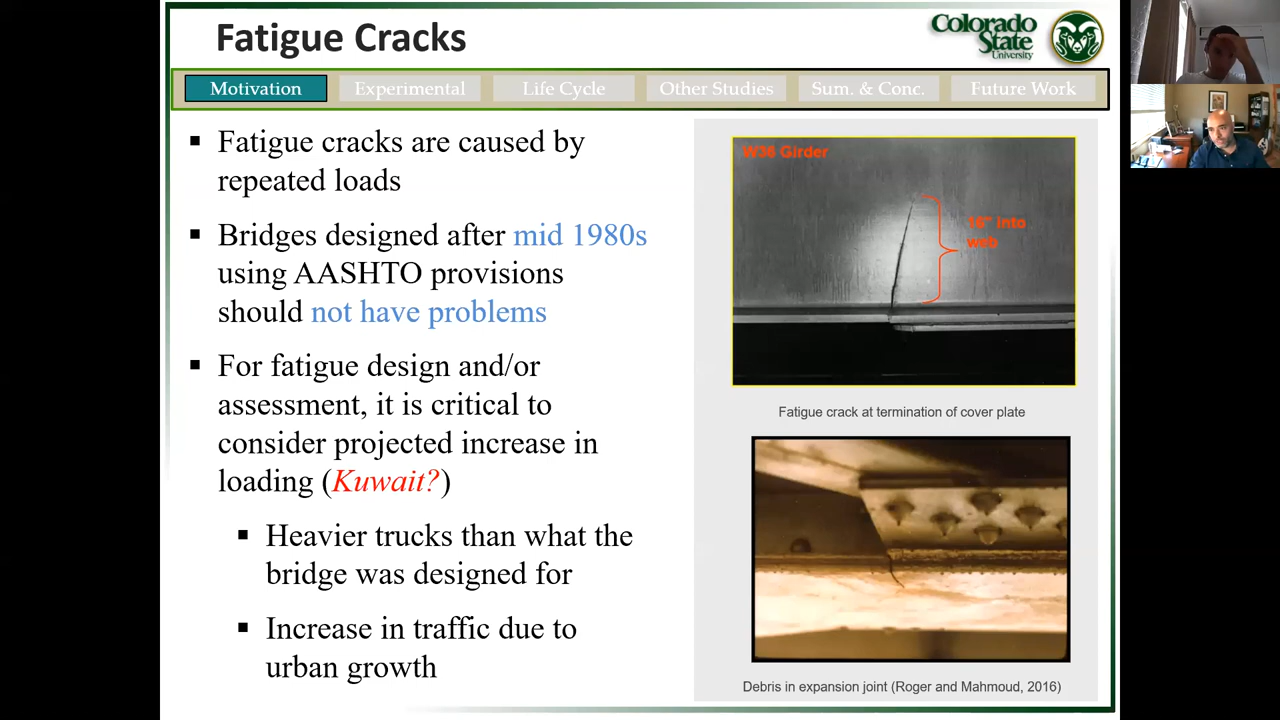 Fatigue Cracks
Colorado
State
University
Motivation
Experimental
Life Cycle
Other Studies
Sum. & Conc.
Future Work
▪ Fatigue cracks are caused by
repeated loads
▪ Bridges designed after mid 1980s
using AASHTO provisions
should not have problems
▪ For fatigue design and/or
assessment, it is critical to
consider projected increase in
loading (Kuwait?)
▪ Heavier trucks than what the
bridge was designed for
▪ Increase in traffic due to
urban growth
W36 Girder
16" into
web
Fatigue crack at termination of cover plate
Debris in expansion joint (Roger and Mahmoud, 2016)